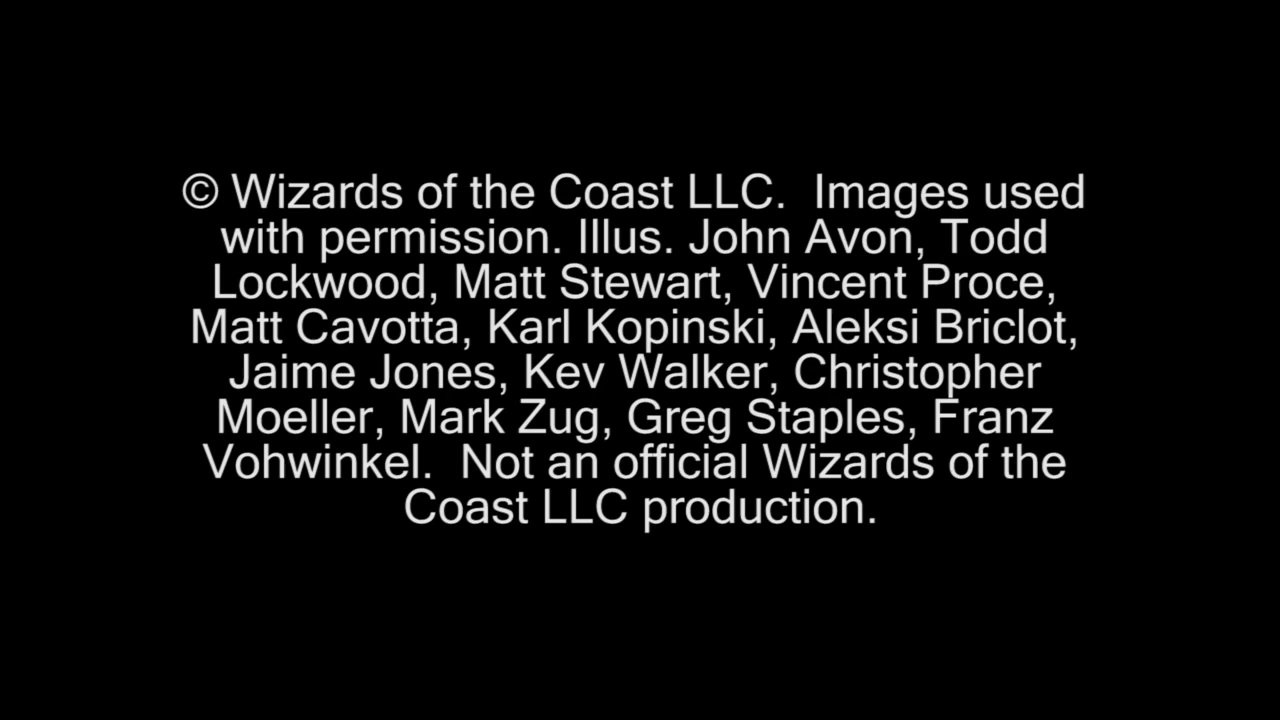 © Wizards of the Coast LLC.  Images used
with permission. Illus. John Avon, Todd
Lockwood, Matt Stewart, Vincent Proce,
Matt Cavotta, Karl Kopinski, Aleksi Briclot,
Jaime Jones, Kev Walker, Christopher
Moeller, Mark Zug, Greg Staples, Franz
Vohwinkel.  Not an official Wizards of the
Coast LLC production.